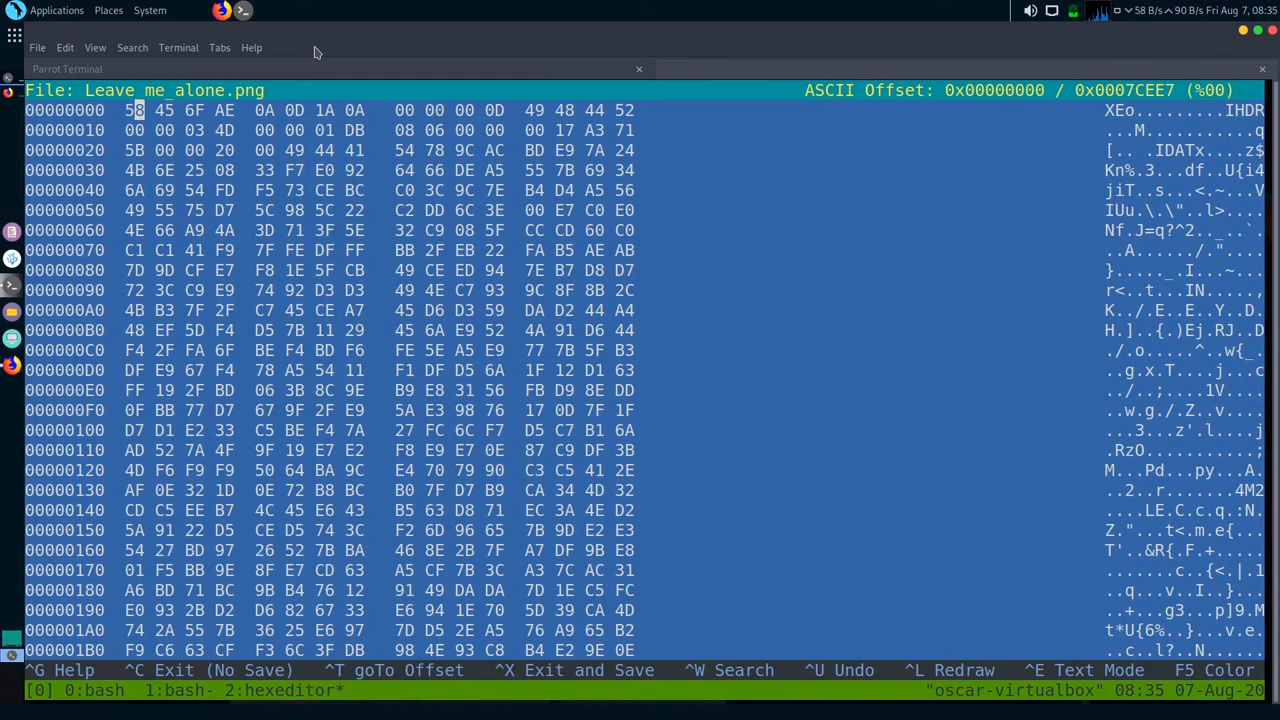 Applications Places System 58 B/s 90 B/s Fri Aug 7, 08:35
File Edit View Search Terminal Tabs Help
Parrot Terminal × ×
File: Leave_me_alone.png ASCII Offset: 0x00000000 / 0x0007CEE7 (%00)
00000000 58 45 6F AE 0A 0D 1A 0A 00 00 00 0D 49 48 44 52 XEo........IHDR
00000010 00 00 03 4D 00 00 01 DB 08 06 00 00 00 17 A3 71 ...M...........q
00000020 5B 00 00 20 00 49 44 41 54 78 9C AC BD E9 7A 24 [.. .IDATx....z$
00000030 4B 6E 25 08 33 F7 E0 92 64 66 DE A5 55 7B 69 34 Kn%.3...df..U{i4
00000040 6A 69 54 FD F5 73 CE BC C0 3C 9C 7E B4 D4 A5 56 jiT..s...<.~...V
00000050 49 55 75 D7 5C 98 5C 22 C2 DD 6C 3E 00 E7 C0 E0 IUu.\.\"..l>....
00000060 4E 66 A9 4A 3D 71 3F 5E 32 C9 08 5F CC CD 60 C0 Nf.J=q?^2.._..`.
00000070 C1 C1 41 F9 7F FE DF FF BB 2F EB 22 FA B5 AE AB ..A....../."....
00000080 7D 9D CF E7 F8 1E 5F CB 49 CE ED 94 7E B7 D8 D7 }....._.I...~...
00000090 72 3C C9 E9 74 92 D3 D3 49 4E C7 93 9C 8F 8B 2C r<..t...IN.....,
000000A0 4B B3 7F 2F C7 45 CE A7 45 D6 D3 59 DA D2 44 A4 K../.E..E..Y..D.
000000B0 48 EF 5D F4 D5 7B 11 29 45 6A E9 52 4A 91 D6 44 H.]..{.)Ej.RJ..D
000000C0 F4 2F FA 6F BE F4 BD F6 FE 5E A5 E9 77 7B 5F B3 ./.o.....^..w{_.
000000D0 DF E9 67 F4 78 A5 54 11 F1 DF D5 6A 1F 12 D1 63 ..g.x.T....j...c
000000E0 FF 19 2F BD 06 3B 8C 9E B9 E8 31 56 FB D9 8E DD ../..;....1V....
000000F0 0F BB 77 D7 67 9F 2F E9 5A E3 98 76 17 0D 7F 1F ..w.g./.Z..v....
00000100 D7 D1 E2 33 C5 BE F4 7A 27 FC 6C F7 D5 C7 B1 6A ...3...z'.l....j
00000110 AD 52 7A 4F 9F 19 E7 E2 F8 E9 E7 0E 87 C9 DF 3B .RzO...........;
00000120 4D F6 F9 F9 50 64 BA 9C E4 70 79 90 C3 C5 41 2E M...Pd...py...A.
00000130 AF 0E 32 1D 0E 72 B8 BC B0 7F D7 B9 CA 34 4D 32 ..2..r.......4M2
00000140 CD C5 EE B7 4C 45 E6 43 B5 63 D8 71 EC 3A 4E D2 ....LE.C.c.q.:N.
00000150 5A 91 22 D5 CE ED 74 3C F2 6D 96 65 7B 9D E2 E3 Z."...t<.m.e{...
00000160 54 27 BD 97 26 52 7B BA 46 8E 2B 7F A7 DF 9B E8 T'..&R{.F.+.....
00000170 01 F5 BB 9E 8F E7 CD 63 A5 CF 7B 3C A3 7C AC 31 .......c..{<.|.1
00000180 A6 BD 71 BC 9B B4 76 12 91 49 DA DA 7D 1E C5 FC ..q...v..I..}...
00000190 E0 93 2B D2 D6 82 67 33 E6 94 1E 70 5D 39 CA 4D ..+...g3...p]9.M
000001A0 74 2A 55 7B 36 25 E6 97 7D D5 2E A5 76 A9 65 B2 t*U{6%..}...v.e.
000001B0 F9 C6 63 CF F3 6C 3F DB 98 4E 93 C8 B4 E2 9E 0E ..c..l?..N......
^G Help ^C Exit (No Save) ^T goTo Offset ^X Exit and Save ^W Search ^U Undo ^L Redraw ^E Text Mode F5 Color
[0] 0:bash 1:bash- 2:hexeditor* "oscar-virtualbox" 08:35 07-Aug-20